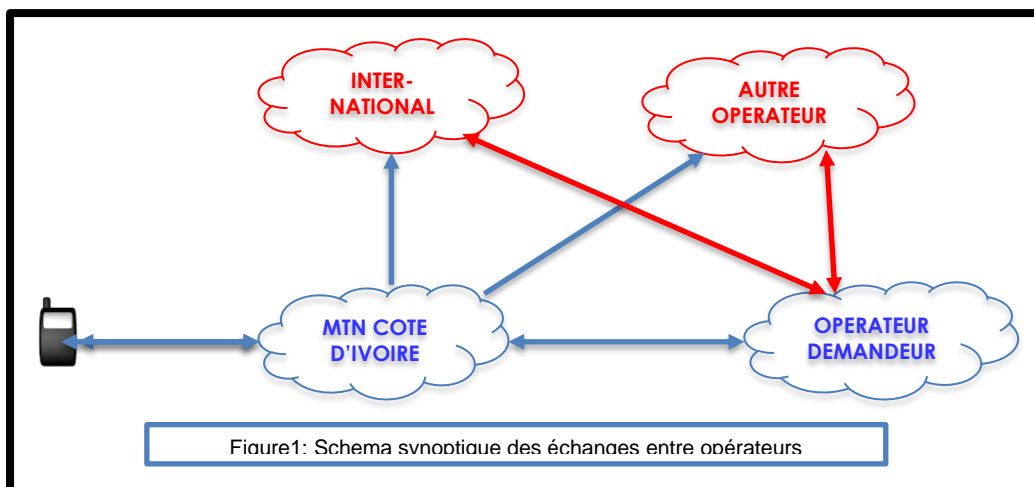 INTER-
NATIONAL
AUTRE
OPERATEUR
MTN COTE
D'IVOIRE
OPERATEUR
DEMANDEUR
Figure1: Schema synoptique des échanges entre opérateurs